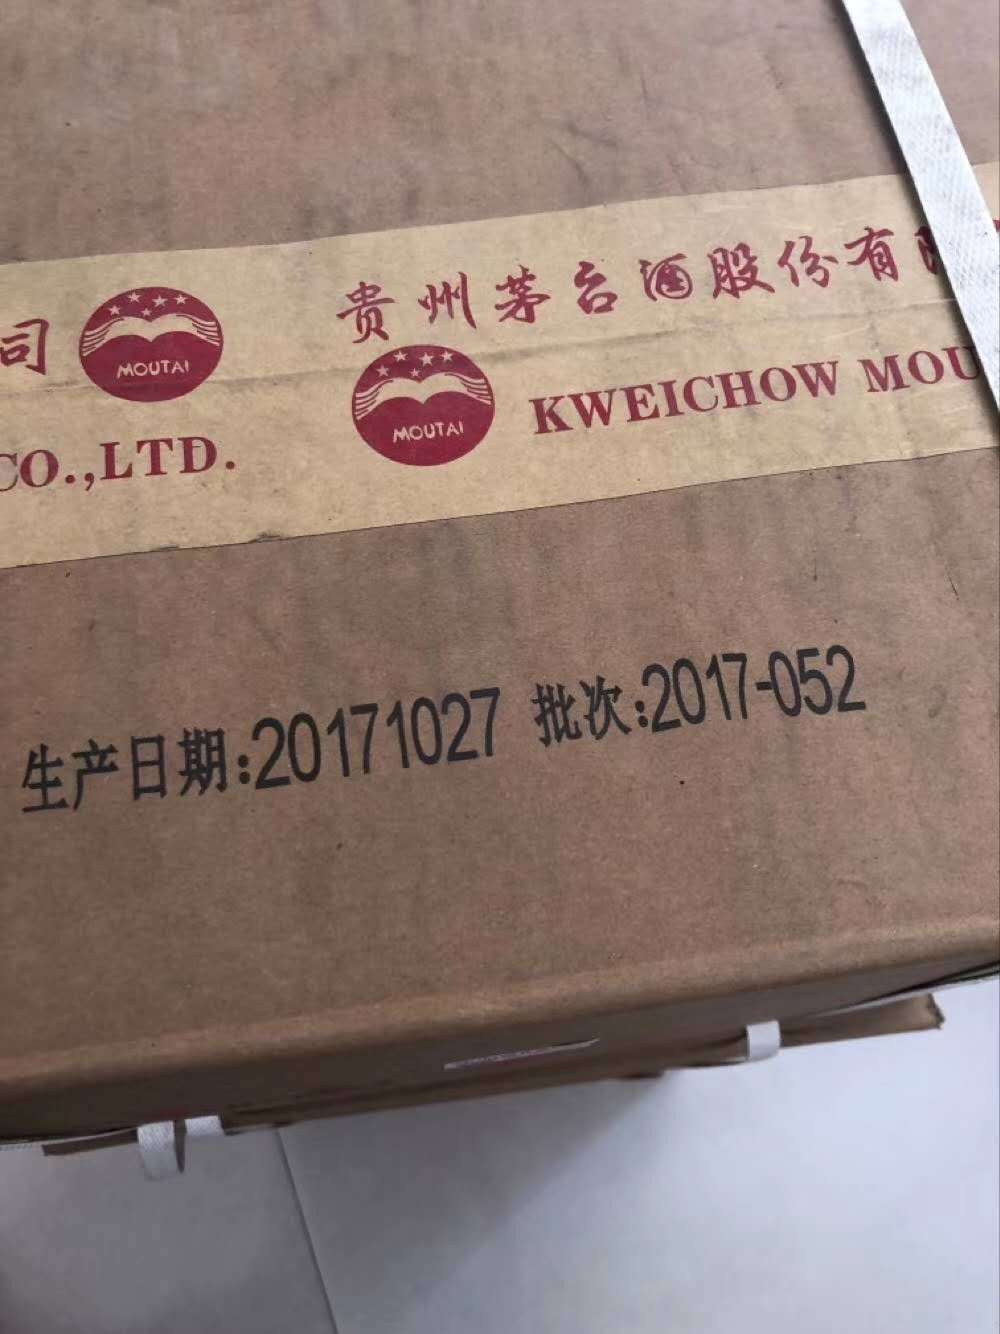 司
MOUTAI
CO.,LTD.
贵州茅台酒股份有
MOUTAI
KWEICHOW MOU
生产日期:20171027 批次:2017-052